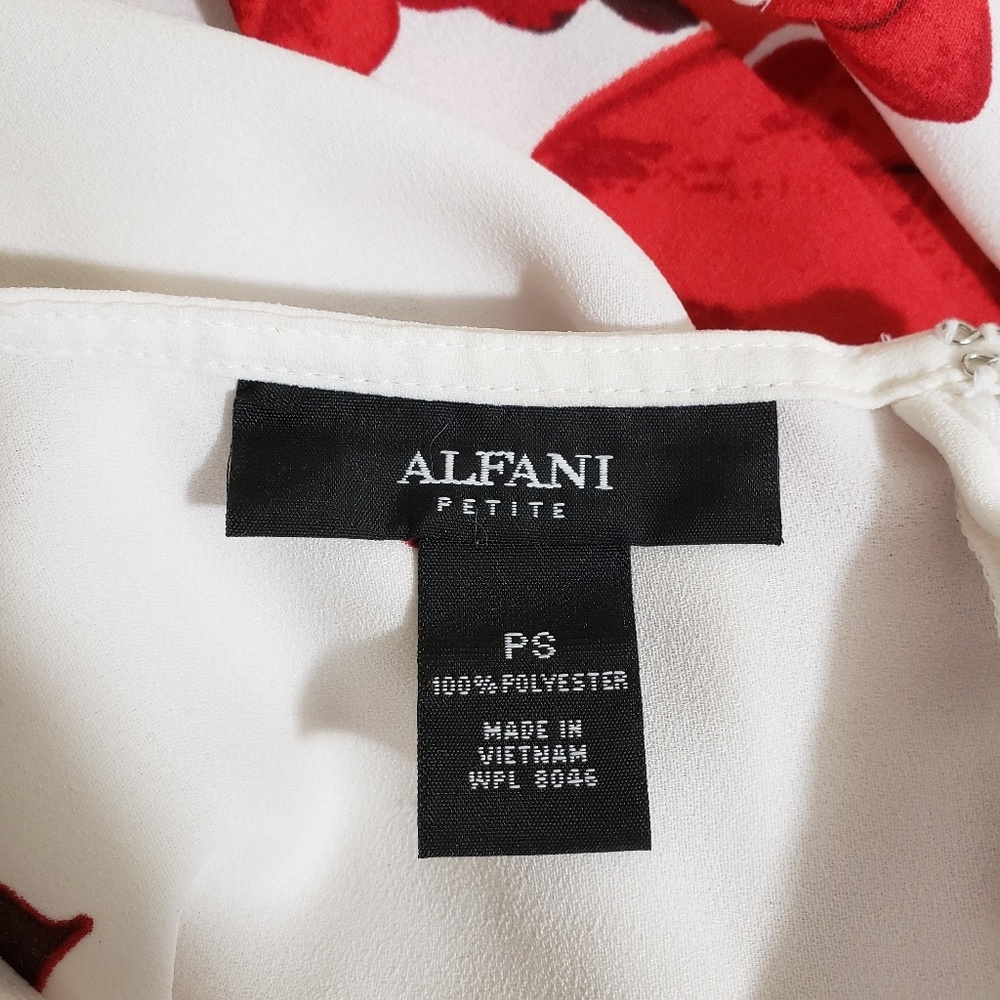 ALFANI
PETITE
PS
100% POLYESTER
MADE IN
VIETNAM
WPL 8046